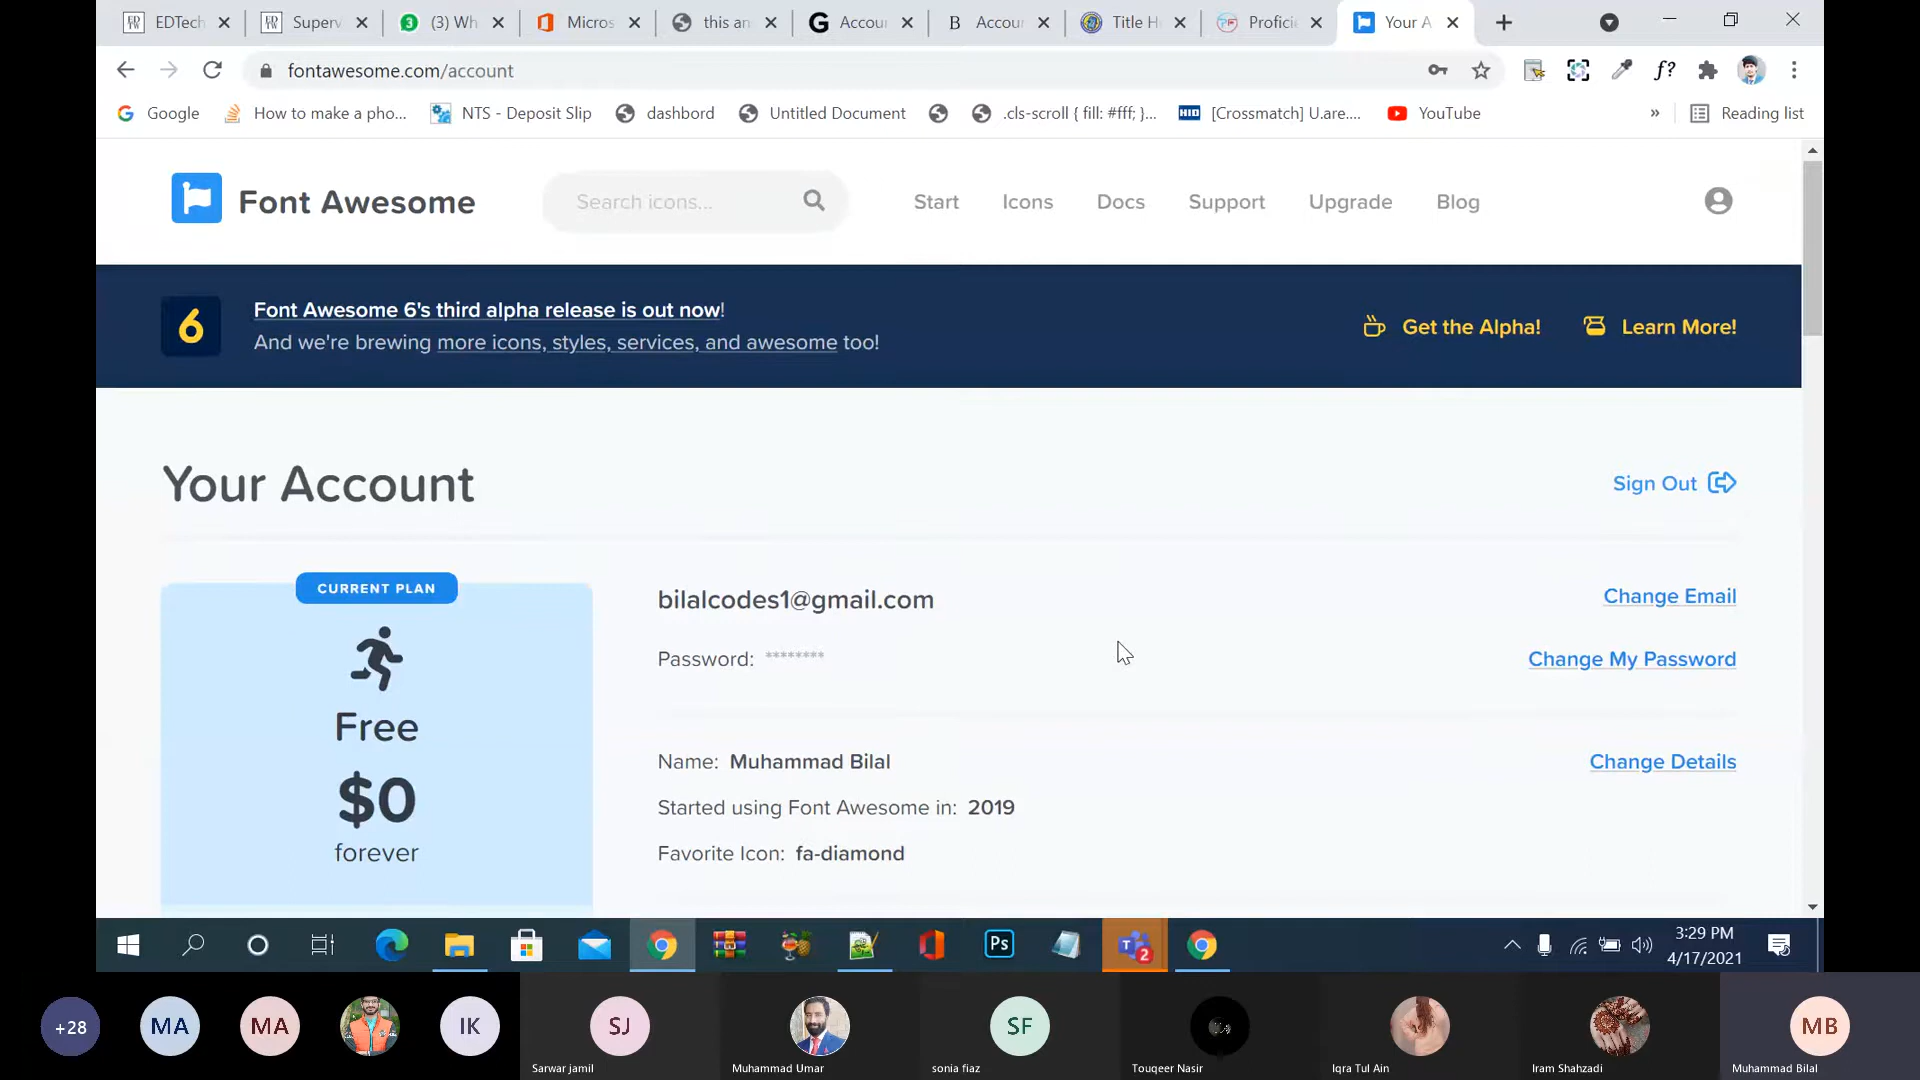 EDTech
Superv
(3) Wh
Micros
this an
Accou
Accou
Title H
Profici
Your A
fontawesome.com/account
Google
How to make a pho...
NTS - Deposit Slip
dashbord
Untitled Document
.cls-scroll { fill: #fff; }...
[Crossmatch] U.are....
YouTube
»
Reading list
Font Awesome
Search icons...
Start
Icons
Docs
Support
Upgrade
Blog
6
Font Awesome 6's third alpha release is out now!
And we're brewing more icons, styles, services, and awesome too!
Get the Alpha!
Learn More!
Your Account
Sign Out
CURRENT PLAN
Free
$0
forever
bilalcodes1@gmail.com
Change Email
Password: ********
Change My Password
Name: Muhammad Bilal
Change Details
Started using Font Awesome in: 2019
Favorite Icon: fa-diamond
Ps
2
3:29 PM
4/17/2021
+28
MA
MA
IK
SJ
Sarwar jamil
Muhammad Umar
SF
sonia fiaz
Touqeer Nasir
Iqra Tul Ain
Iram Shahzadi
MB
Muhammad Bilal